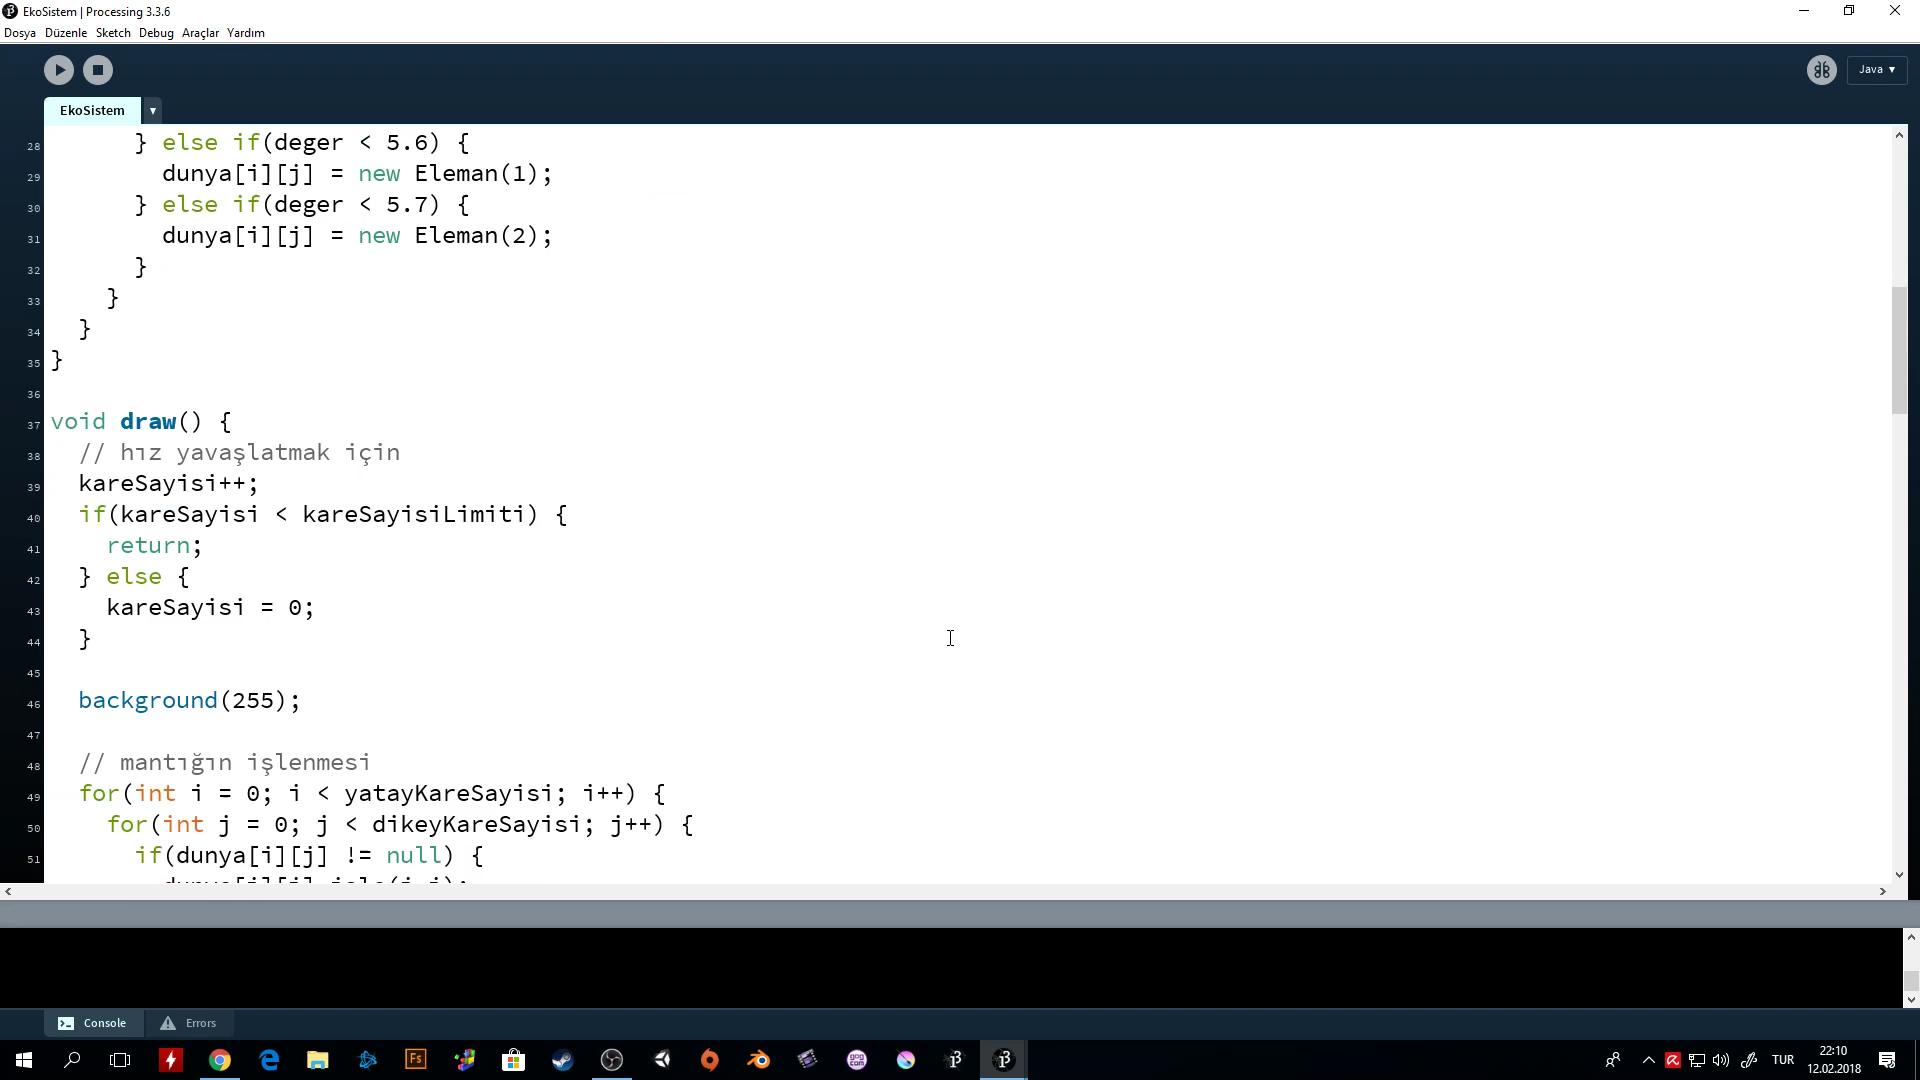 EkoSistem | Processing 3.3.6
Dosya Düzenle Sketch Debug Araçlar Yardım
Java ▾
EkoSistem ▾
28 } else if(deger < 5.6) {
29 dunya[i][j] = new Eleman(1);
30 } else if(deger < 5.7) {
31 dunya[i][j] = new Eleman(2);
32 }
33 }
34 }
35 }
36
37 void draw() {
38 // hız yavaşlatmak için
39 kareSayisi++;
40 if(kareSayisi < kareSayisiLimiti) {
41 return;
42 } else {
43 kareSayisi = 0;
44 }
45
46 background(255);
47
48 // mantığın işlenmesi
49 for(int i = 0; i < yatayKareSayisi; i++) {
50 for(int j = 0; j < dikeyKareSayisi; j++) {
51 if(dunya[i][j] != null) {
Console Errors
Fs
TUR
22:10
12.02.2018